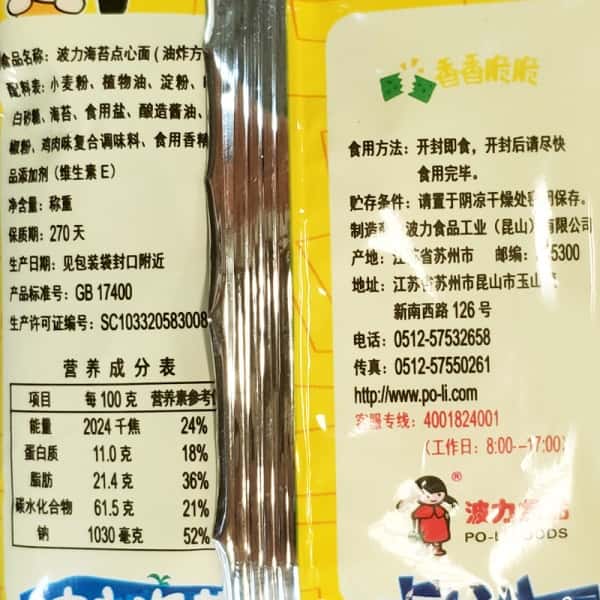 食品名称：波力海苔点心面（油炸方
配料表：小麦粉、植物油、淀粉、
白砂糖、海苔、食用盐、酿造酱油、
椒粉、鸡肉味复合调味料、食用香精
品添加剂（维生素E）
净含量：称重
保质期：270天
生产日期：见包装袋封口附近
产品标准号：GB 17400
生产许可证编号：SC103320583008
营养成分表
项目 每100克 营养素参考
能量 2024千焦 24%
蛋白质 11.0克 18%
脂肪 21.4克 36%
碳水化合物 61.5克 21%
钠 1030毫克 52%
香香脆脆
食用方法：开封即食，开封后请尽快
食用完毕。
贮存条件：请置于阴凉干燥处 保存。
制造 波力食品工业（昆山）有限公司
产地：江苏省苏州市 邮编： 5300
地址：江苏省苏州市昆山市玉山
新南西路126号
电话：0512-57532658
传真：0512-57550261
http://www.po-li.com
客服专线：4001824001
（工作日：8:00--17:00）
®
波力
PO-LI FOODS